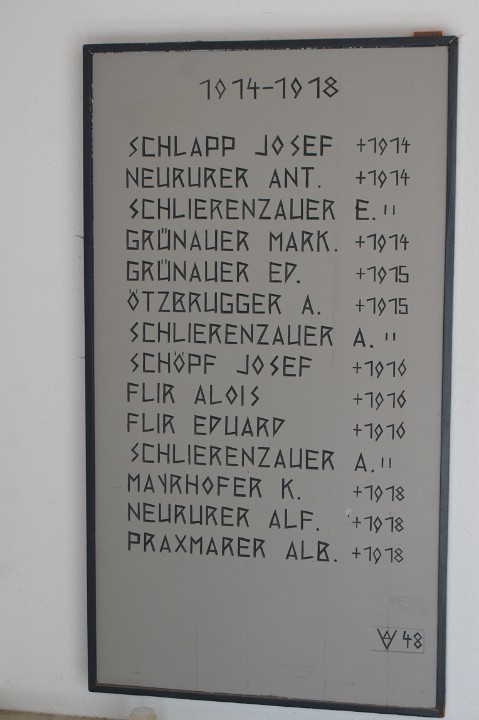 1914-1918
SCHLAPP JOSEF +1914
NEURURER ANT. +1914
SCHLIERENZAUER E. "
GRÜNAUER MARK. +1914
GRÜNAUER ED. +1915
ÖTZBRUGGER A. +1915
SCHLIERENZAUER A. "
SCHÖPF JOSEF +1916
FLIR ALOIS +1916
FLIR EDUARD +1916
SCHLIERENZAUER A. "
MAYRHOFER K. +1918
NEURURER ALF. +1918
PRAXMARER ALB. +1918
48